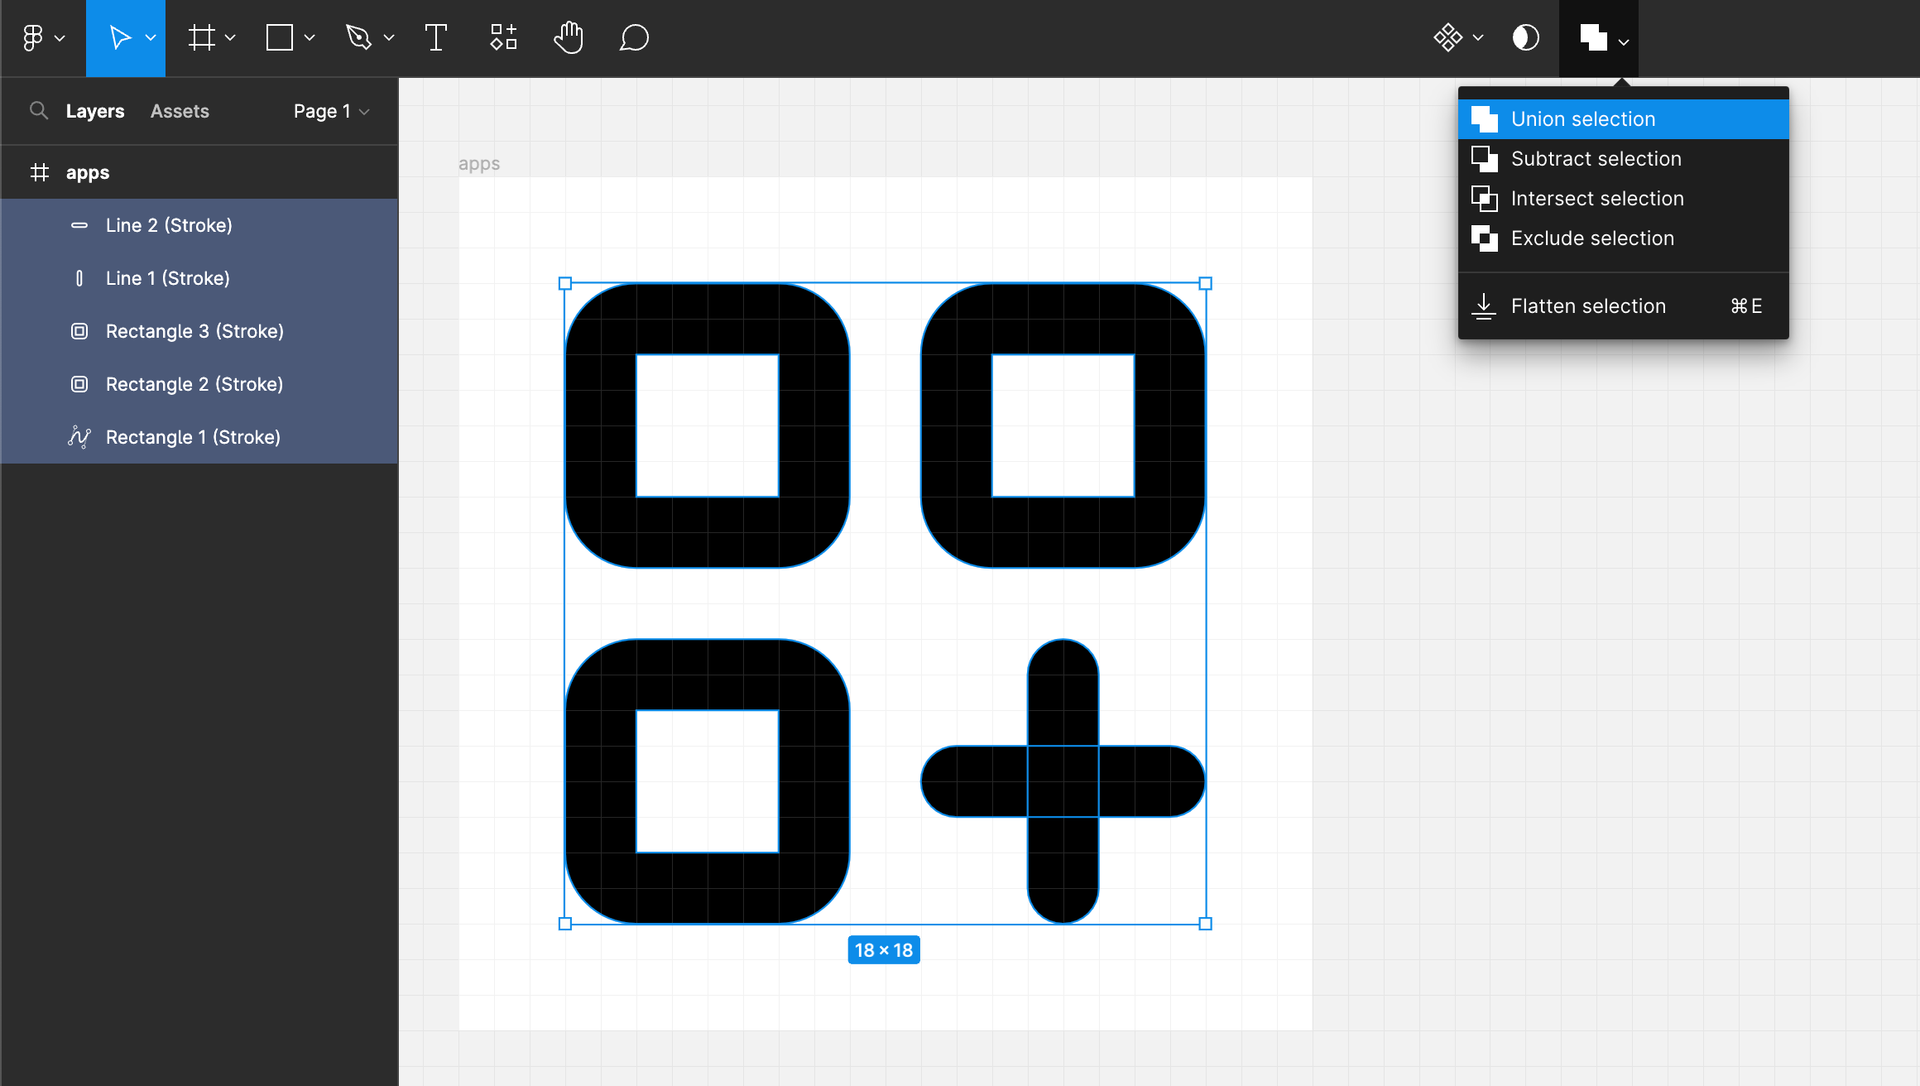 Layers Assets Page 1
apps
Line 2 (Stroke)
Line 1 (Stroke)
Rectangle 3 (Stroke)
Rectangle 2 (Stroke)
Rectangle 1 (Stroke)
apps
18 × 18
Union selection
Subtract selection
Intersect selection
Exclude selection
Flatten selection ⌘E